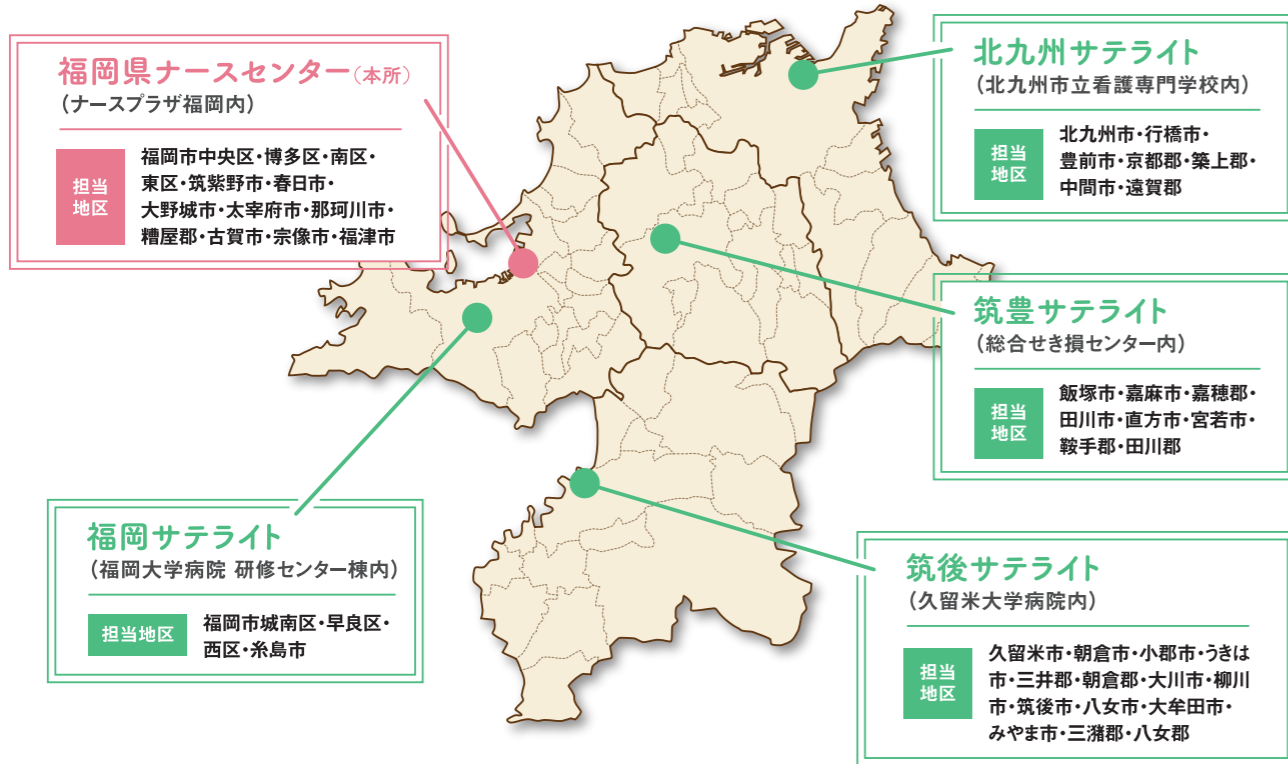 福岡県ナースセンター(本所)
(ナースプラザ福岡内)
担当
地区
福岡市中央区・博多区・南区・
東区・筑紫野市・春日市・
大野城市・太宰府市・那珂川市・
糟屋郡・古賀市・宗像市・福津市
北九州サテライト
(北九州市立看護専門学校内)
担当
地区
北九州市・行橋市・
豊前市・京都郡・築上郡・
中間市・遠賀郡
筑豊サテライト
(総合せき損センター内)
担当
地区
飯塚市・嘉麻市・嘉穂郡・
田川市・直方市・宮若市・
鞍手郡・田川郡
福岡サテライト
(福岡大学病院 研修センター棟内)
担当地区
福岡市城南区・早良区・
西区・糸島市
筑後サテライト
(久留米大学病院内)
担当
地区
久留米市・朝倉市・小郡市・うきは
市・三井郡・朝倉郡・大川市・柳川
市・筑後市・八女市・大牟田市・
みやま市・三潴郡・八女郡